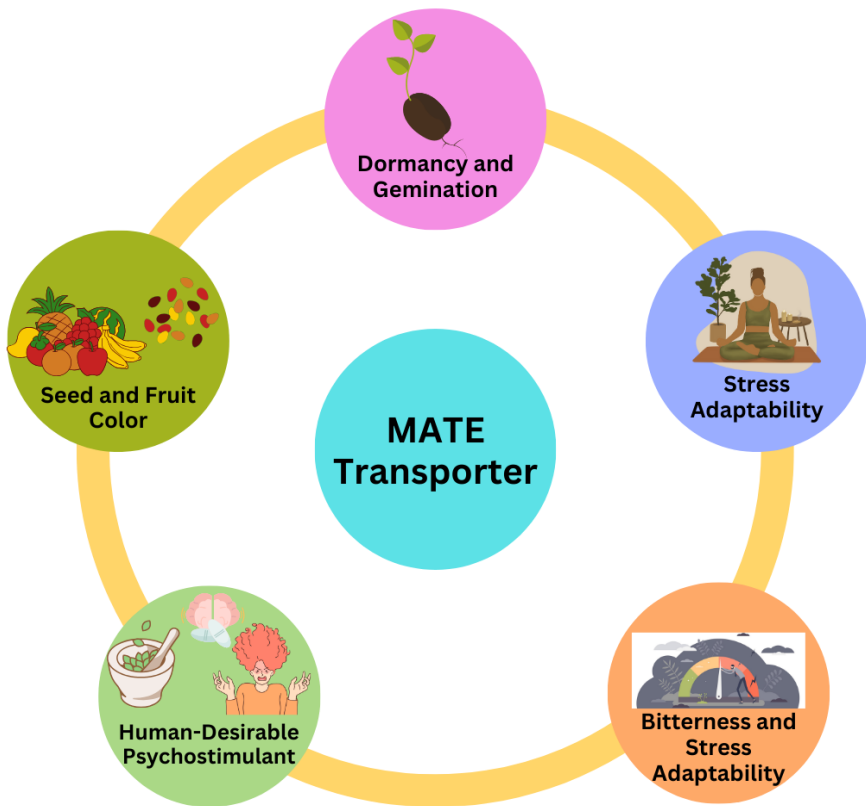 Dormancy and
Gemination
Seed and Fruit
Color
Stress
Adaptability
MATE
Transporter
Human-Desirable
Psychostimulant
Bitterness and
Stress
Adaptability